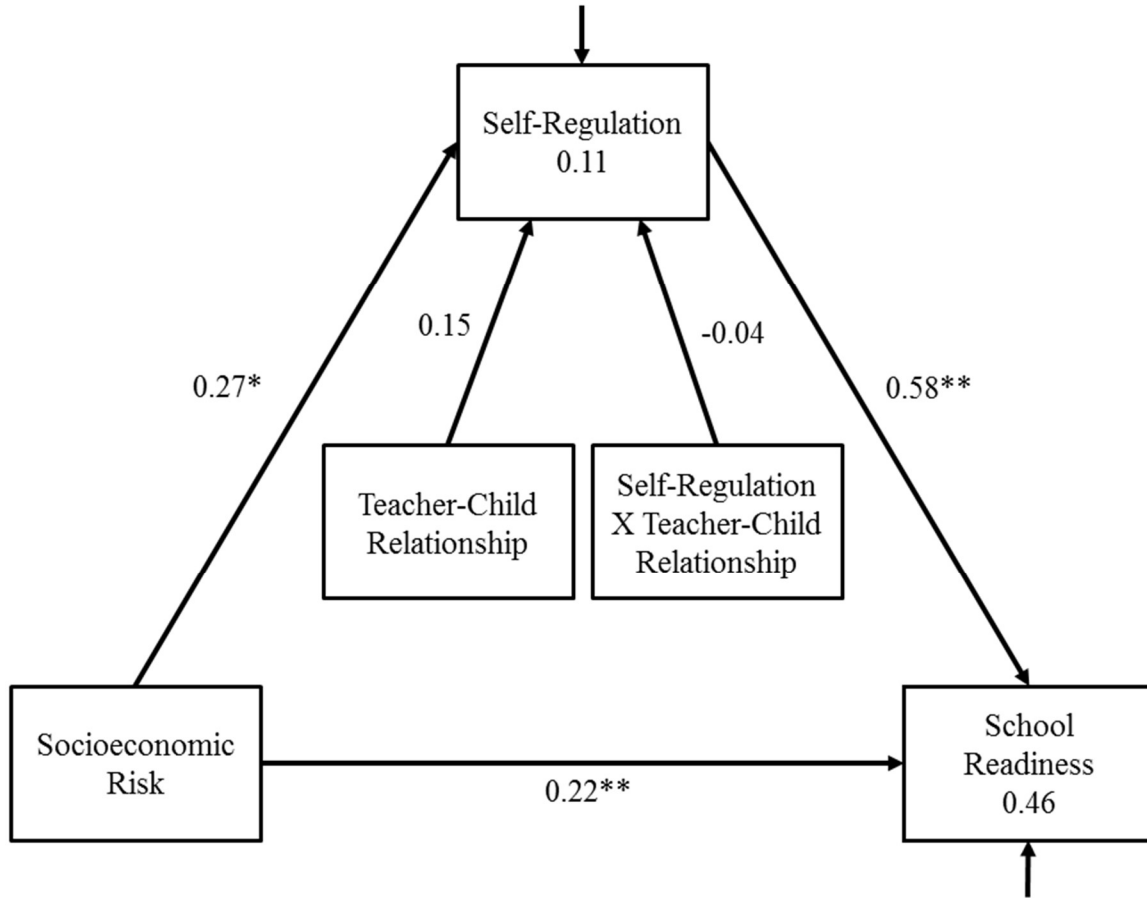 Self-Regulation
0.11
0.15
-0.04
0.27*
0.58**
Teacher-Child
Relationship
Self-Regulation
X Teacher-Child
Relationship
Socioeconomic
Risk
0.22**
School
Readiness
0.46